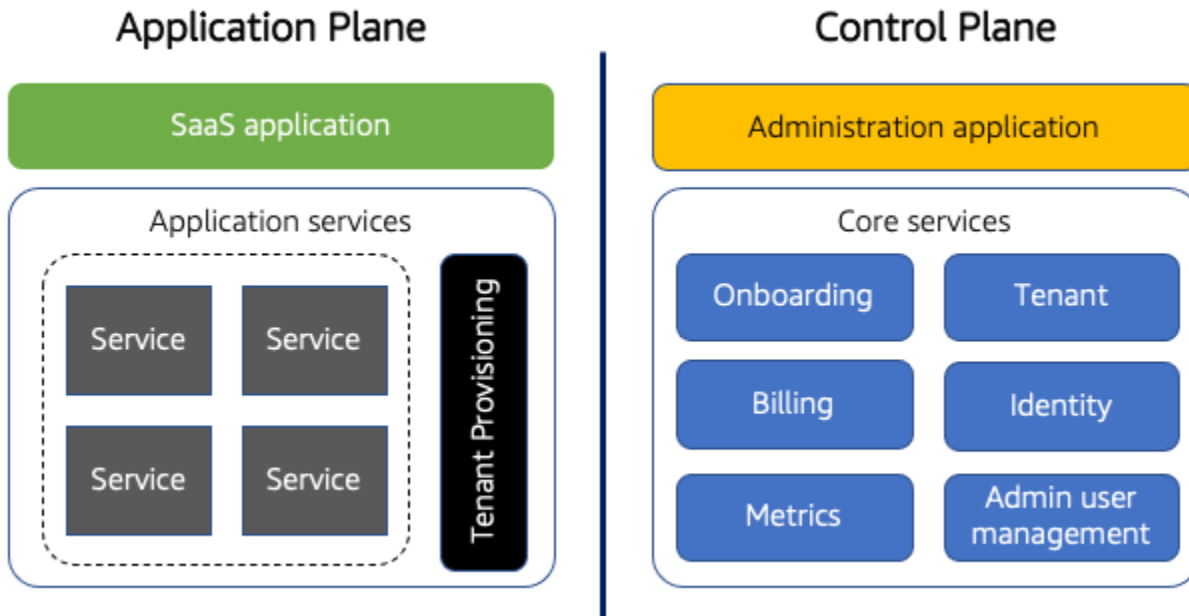 Application Plane
Control Plane
SaaS application
Administration application
Application services
Service
Service
Service
Service
Tenant Provisioning
Core services
Onboarding
Tenant
Billing
Identity
Metrics
Admin user
management